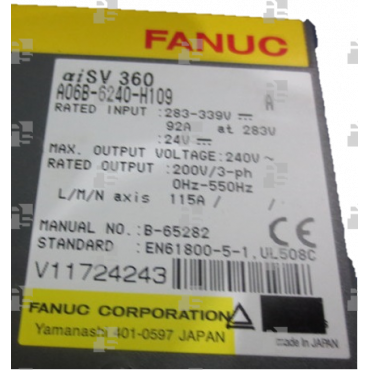 FANUC
αiSV 360
A06B-6240-H109 A
RATED INPUT :283-339V ⎓
92A at 283V
:24V ⎓
MAX. OUTPUT VOLTAGE:240V ~
RATED OUTPUT :200V/3-ph
0Hz-550Hz
L/M/N axis 115A/ /
MANUAL NO.:B-65282
STANDARD :EN61800-5-1.UL508C
CE
V11724243
FANUC CORPORATION
Yamanashi 401-0597 JAPAN
made in JAPAN